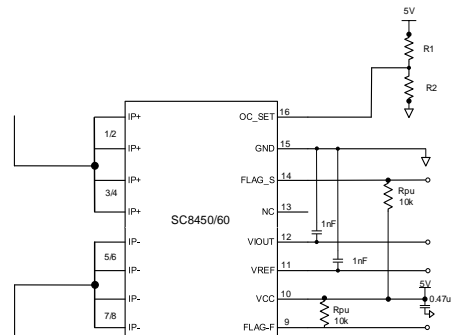 5V
R1
R2
IP+
1/2
IP+
3/4
IP+
IP+
IP-
5/6
IP-
IP-
7/8
IP-
SC8450/60
OC_SET
16
GND
15
FLAG_S
14
NC
13
VIOUT
12
VREF
11
VCC
10
FLAG-F
9
Rpu
10k
1nF
1nF
5V
0.47u
Rpu
10k